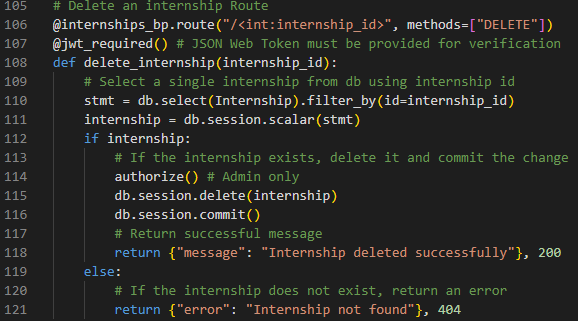 105 # Delete an internship Route
106 @internships_bp.route("/<int:internship_id>", methods=["DELETE"])
107 @jwt_required() # JSON Web Token must be provided for verification
108 def delete_internship(internship_id):
109     # Select a single internship from db using internship id
110     stmt = db.select(Internship).filter_by(id=internship_id)
111     internship = db.session.scalar(stmt)
112     if internship:
113         # If the internship exists, delete it and commit the change
114         authorize() # Admin only
115         db.session.delete(internship)
116         db.session.commit()
117         # Return successful message
118         return {"message": "Internship deleted successfully"}, 200
119     else:
120         # If the internship does not exist, return an error
121         return {"error": "Internship not found"}, 404